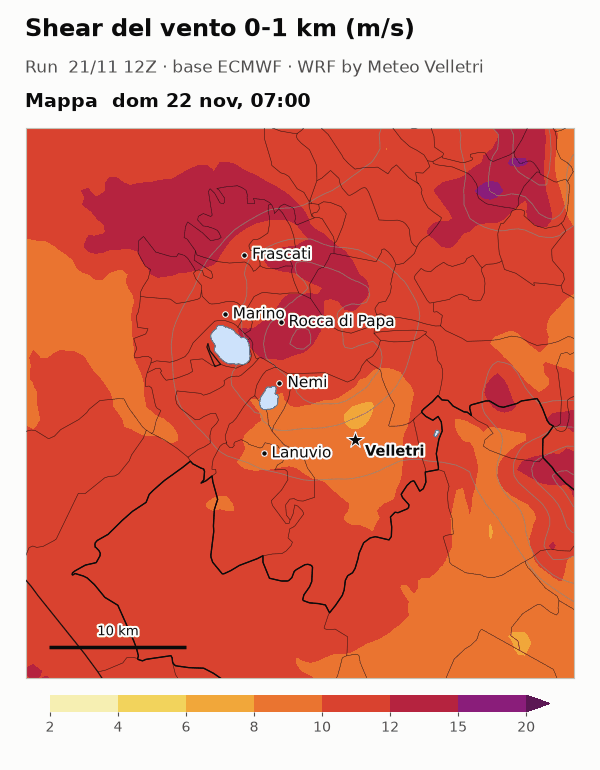 Shear del vento 0-1 km (m/s)
Run 21/11 12Z · base ECMWF · WRF by Meteo Velletri
Mappa dom 22 nov, 07:00
Frascati
Marino
Rocca di Papa
Nemi
Velletri
Lanuvio
10 km
2 4 6 8 10 12 15 20